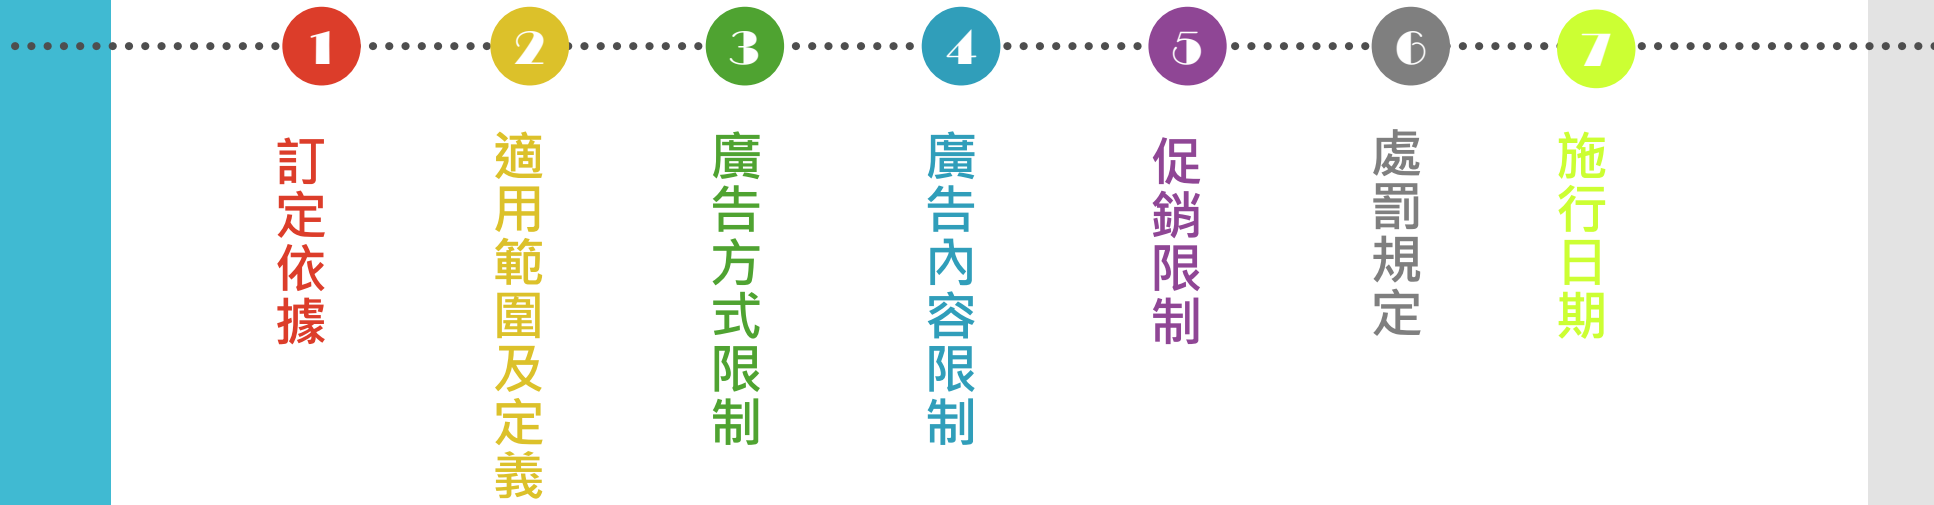 1
訂定依據
2
適用範圍及定義
3
廣告方式限制
4
廣告內容限制
5
促銷限制
6
處罰規定
7
施行日期